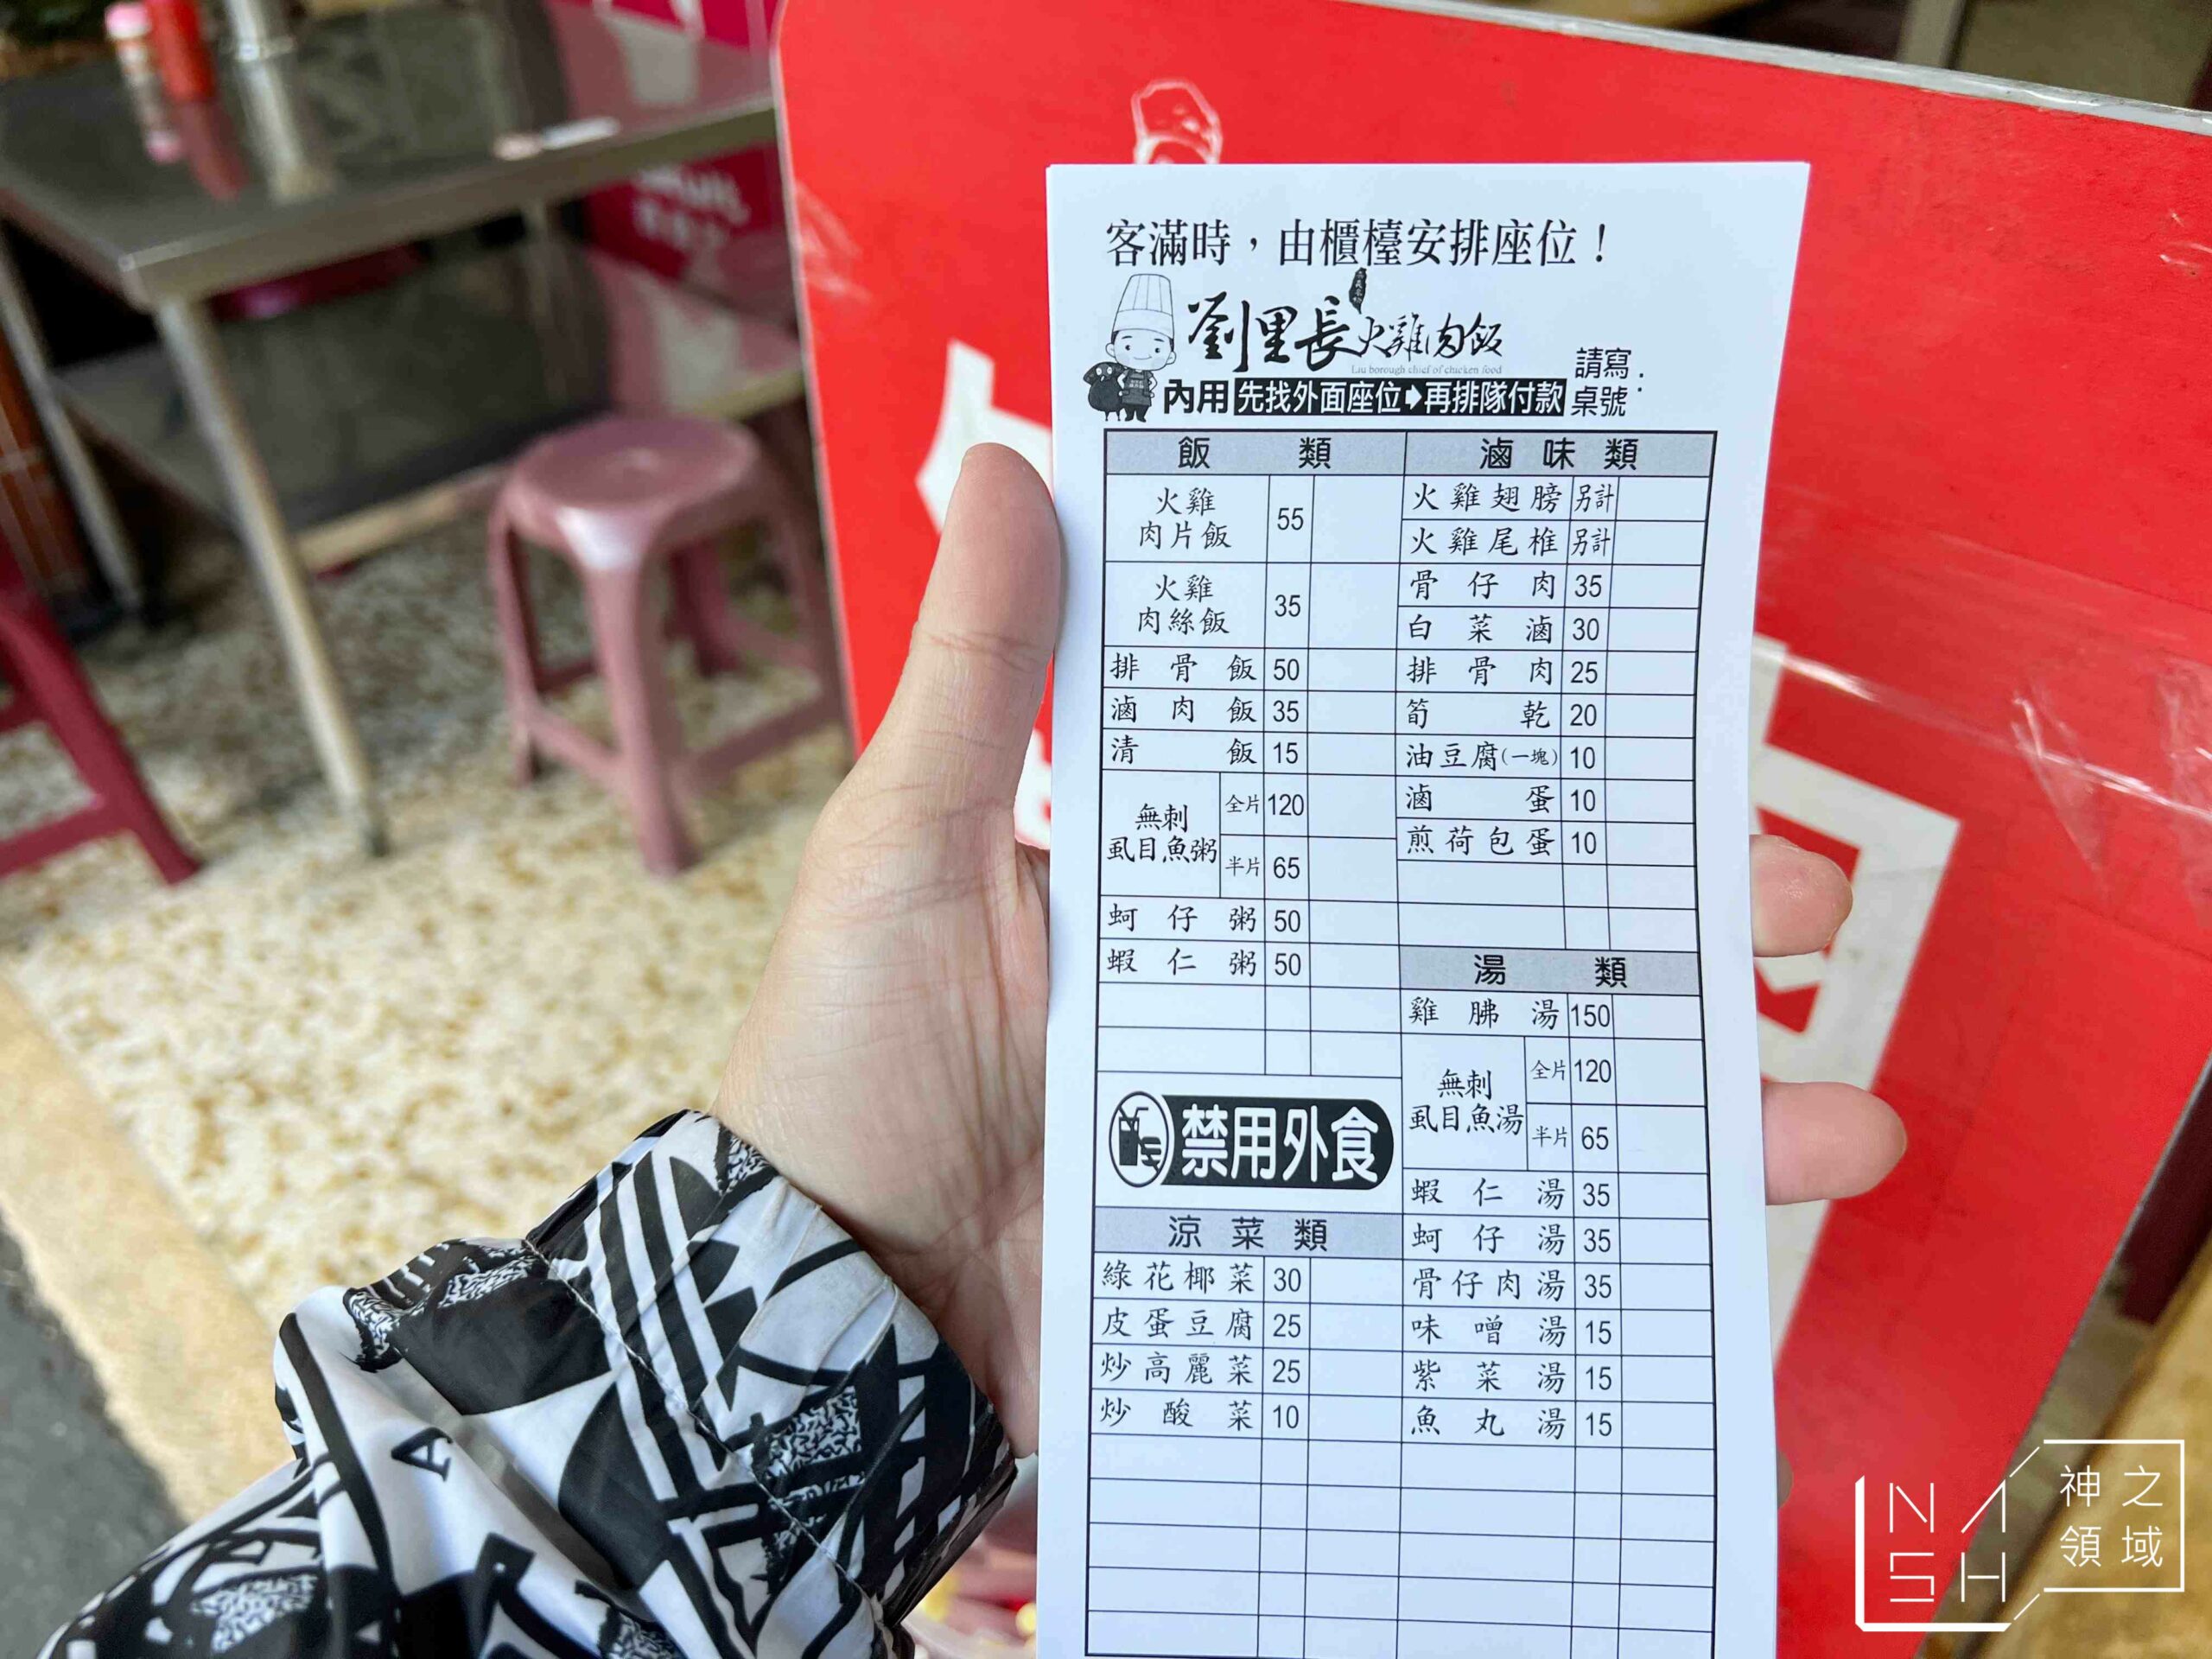 客滿時，由櫃檯安排座位！
劉里長火雞肉飯
Liu borough chief of chicken food
內用 先找外面座位➡再排隊付款
請寫桌號：
飯類
火雞肉片飯 55
火雞肉絲飯 35
排骨飯 50
滷肉飯 35
清飯 15
無刺虱目魚粥 全片 120
半片 65
蚵仔粥 50
蝦仁粥 50
禁用外食
涼菜類
綠花椰菜 30
皮蛋豆腐 25
炒高麗菜 25
炒酸菜 10
滷味類
火雞翅膀 另計
火雞尾椎 另計
骨仔肉 35
白菜滷 30
排骨肉 25
筍乾 20
油豆腐(一塊) 10
滷蛋 10
煎荷包蛋 10
湯類
雞胇湯 150
無刺虱目魚湯 全片 120
半片 65
蝦仁湯 35
蚵仔湯 35
骨仔肉湯 35
味噌湯 15
紫菜湯 15
魚丸湯 15
NASH
神之領域